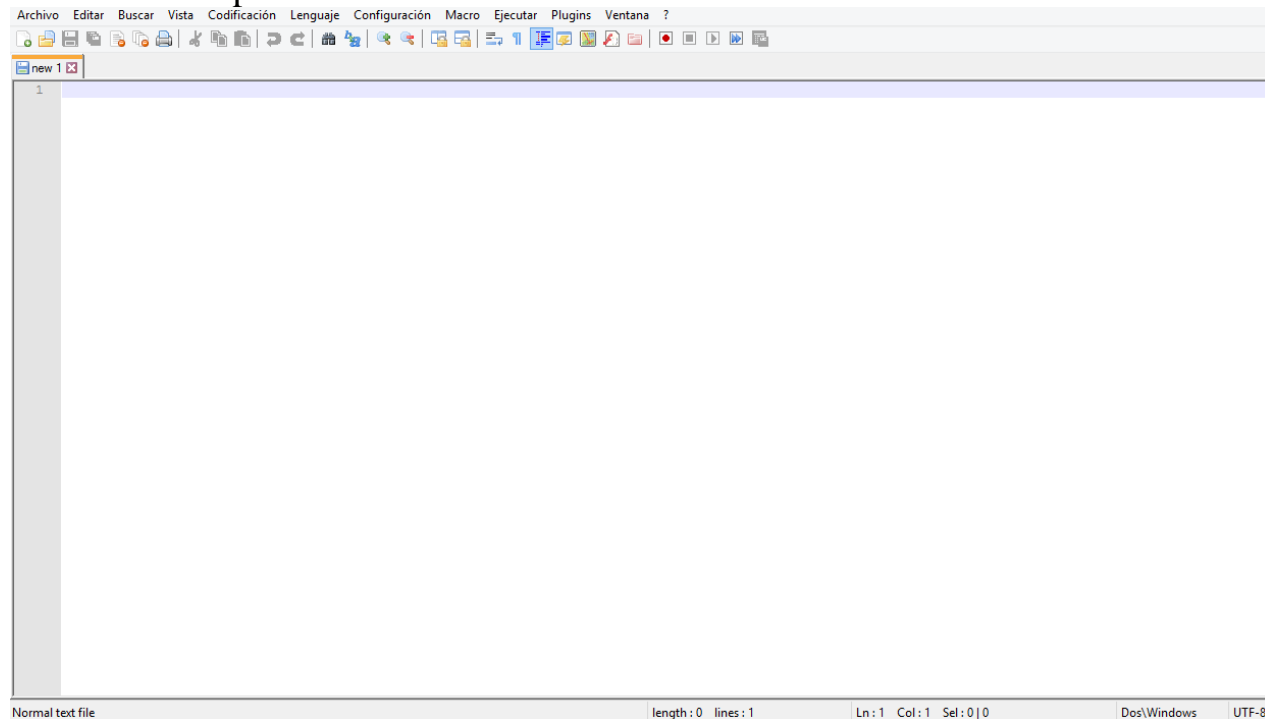 Archivo Editar Buscar Vista Codificación Lenguaje Configuración Macro Ejecutar Plugins Ventana ?
new 1
1
Normal text file length : 0 lines : 1 Ln : 1 Col : 1 Sel : 0 | 0 Dos\Windows UTF-8